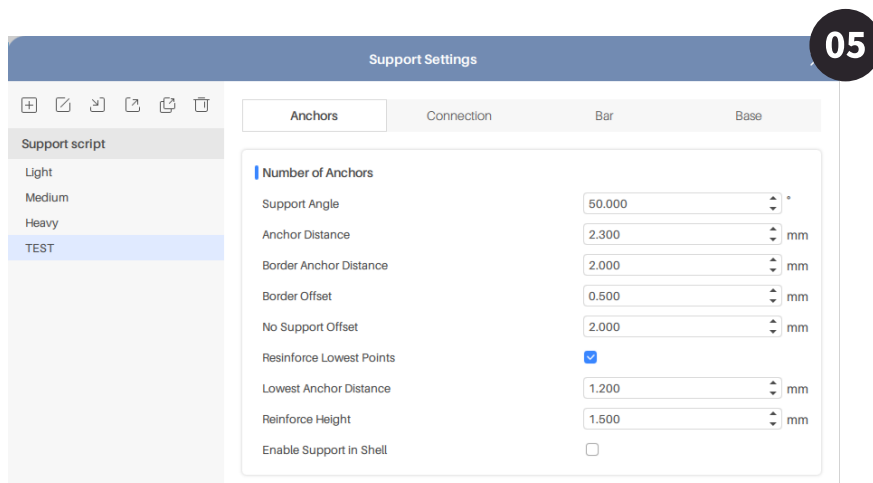 05
Support Settings
Anchors Connection Bar Base
Support script
Light
Medium
Heavy
TEST
Number of Anchors
Support Angle 50.000 °
Anchor Distance 2.300 mm
Border Anchor Distance 2.000 mm
Border Offset 0.500 mm
No Support Offset 2.000 mm
Resinforce Lowest Points
Lowest Anchor Distance 1.200 mm
Reinforce Height 1.500 mm
Enable Support in Shell